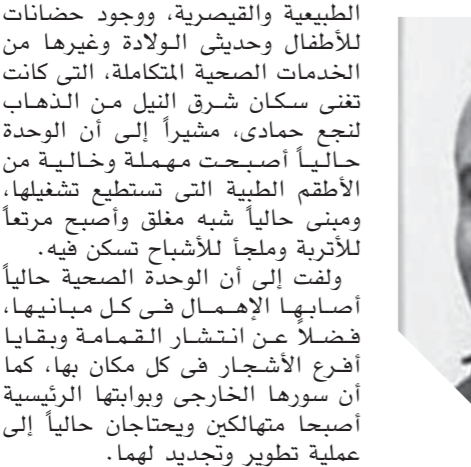 الطبيعية والقيصرية، ووجود حضانات
للأطفال وحديثى الولادة وغيرها من
الخدمات الصحية المتكاملة، التى كانت
تغنى سكان شرق النيل من الذهاب
لنجع حمادى، مشيراً إلى أن الوحدة
حالياً أصبحت مهملة وخالية من
الأطقم الطبية التى تستطيع تشغيلها،
ومبنى حالياً شبه مغلق وأصبح مرتعاً
للأتربة وملجأ للأشباح تسكن فيه.
ولفت إلى أن الوحدة الصحية حالياً
أصابها الإهمال فى كل مبانيها،
فضلاً عن انتشار القمامة وبقايا
أفرع الأشجار فى كل مكان بها، كما
أن سورها الخارجى وبوابتها الرئيسية
أصبحا متهالكين ويحتاجان حالياً إلى
عملية تطوير وتجديد لهما.